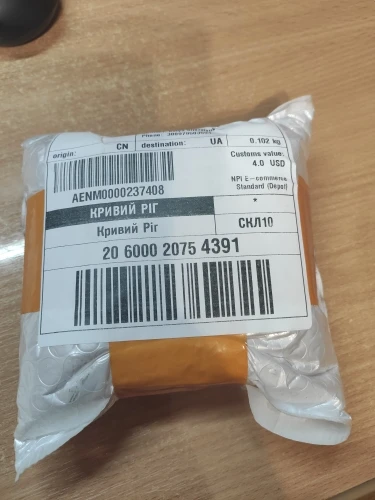 origin: CN destination: UA 0.102 kg
Customs value:
4.0 USD
NPI E-commerce
Standard (Depot)
AENM0000237408
*
КРИВИЙ РІГ
Кривий Ріг
СКЛ10
20 6000 2075 4391